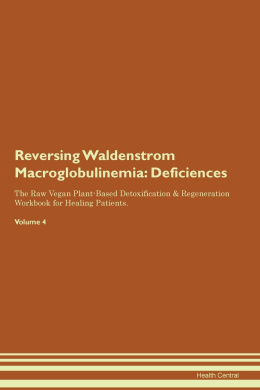 Reversing Waldenstrom
Macroglobulinemia: Deficiences
The Raw Vegan Plant-Based Detoxification & Regeneration
Workbook for Healing Patients.
Volume 4
Health Central